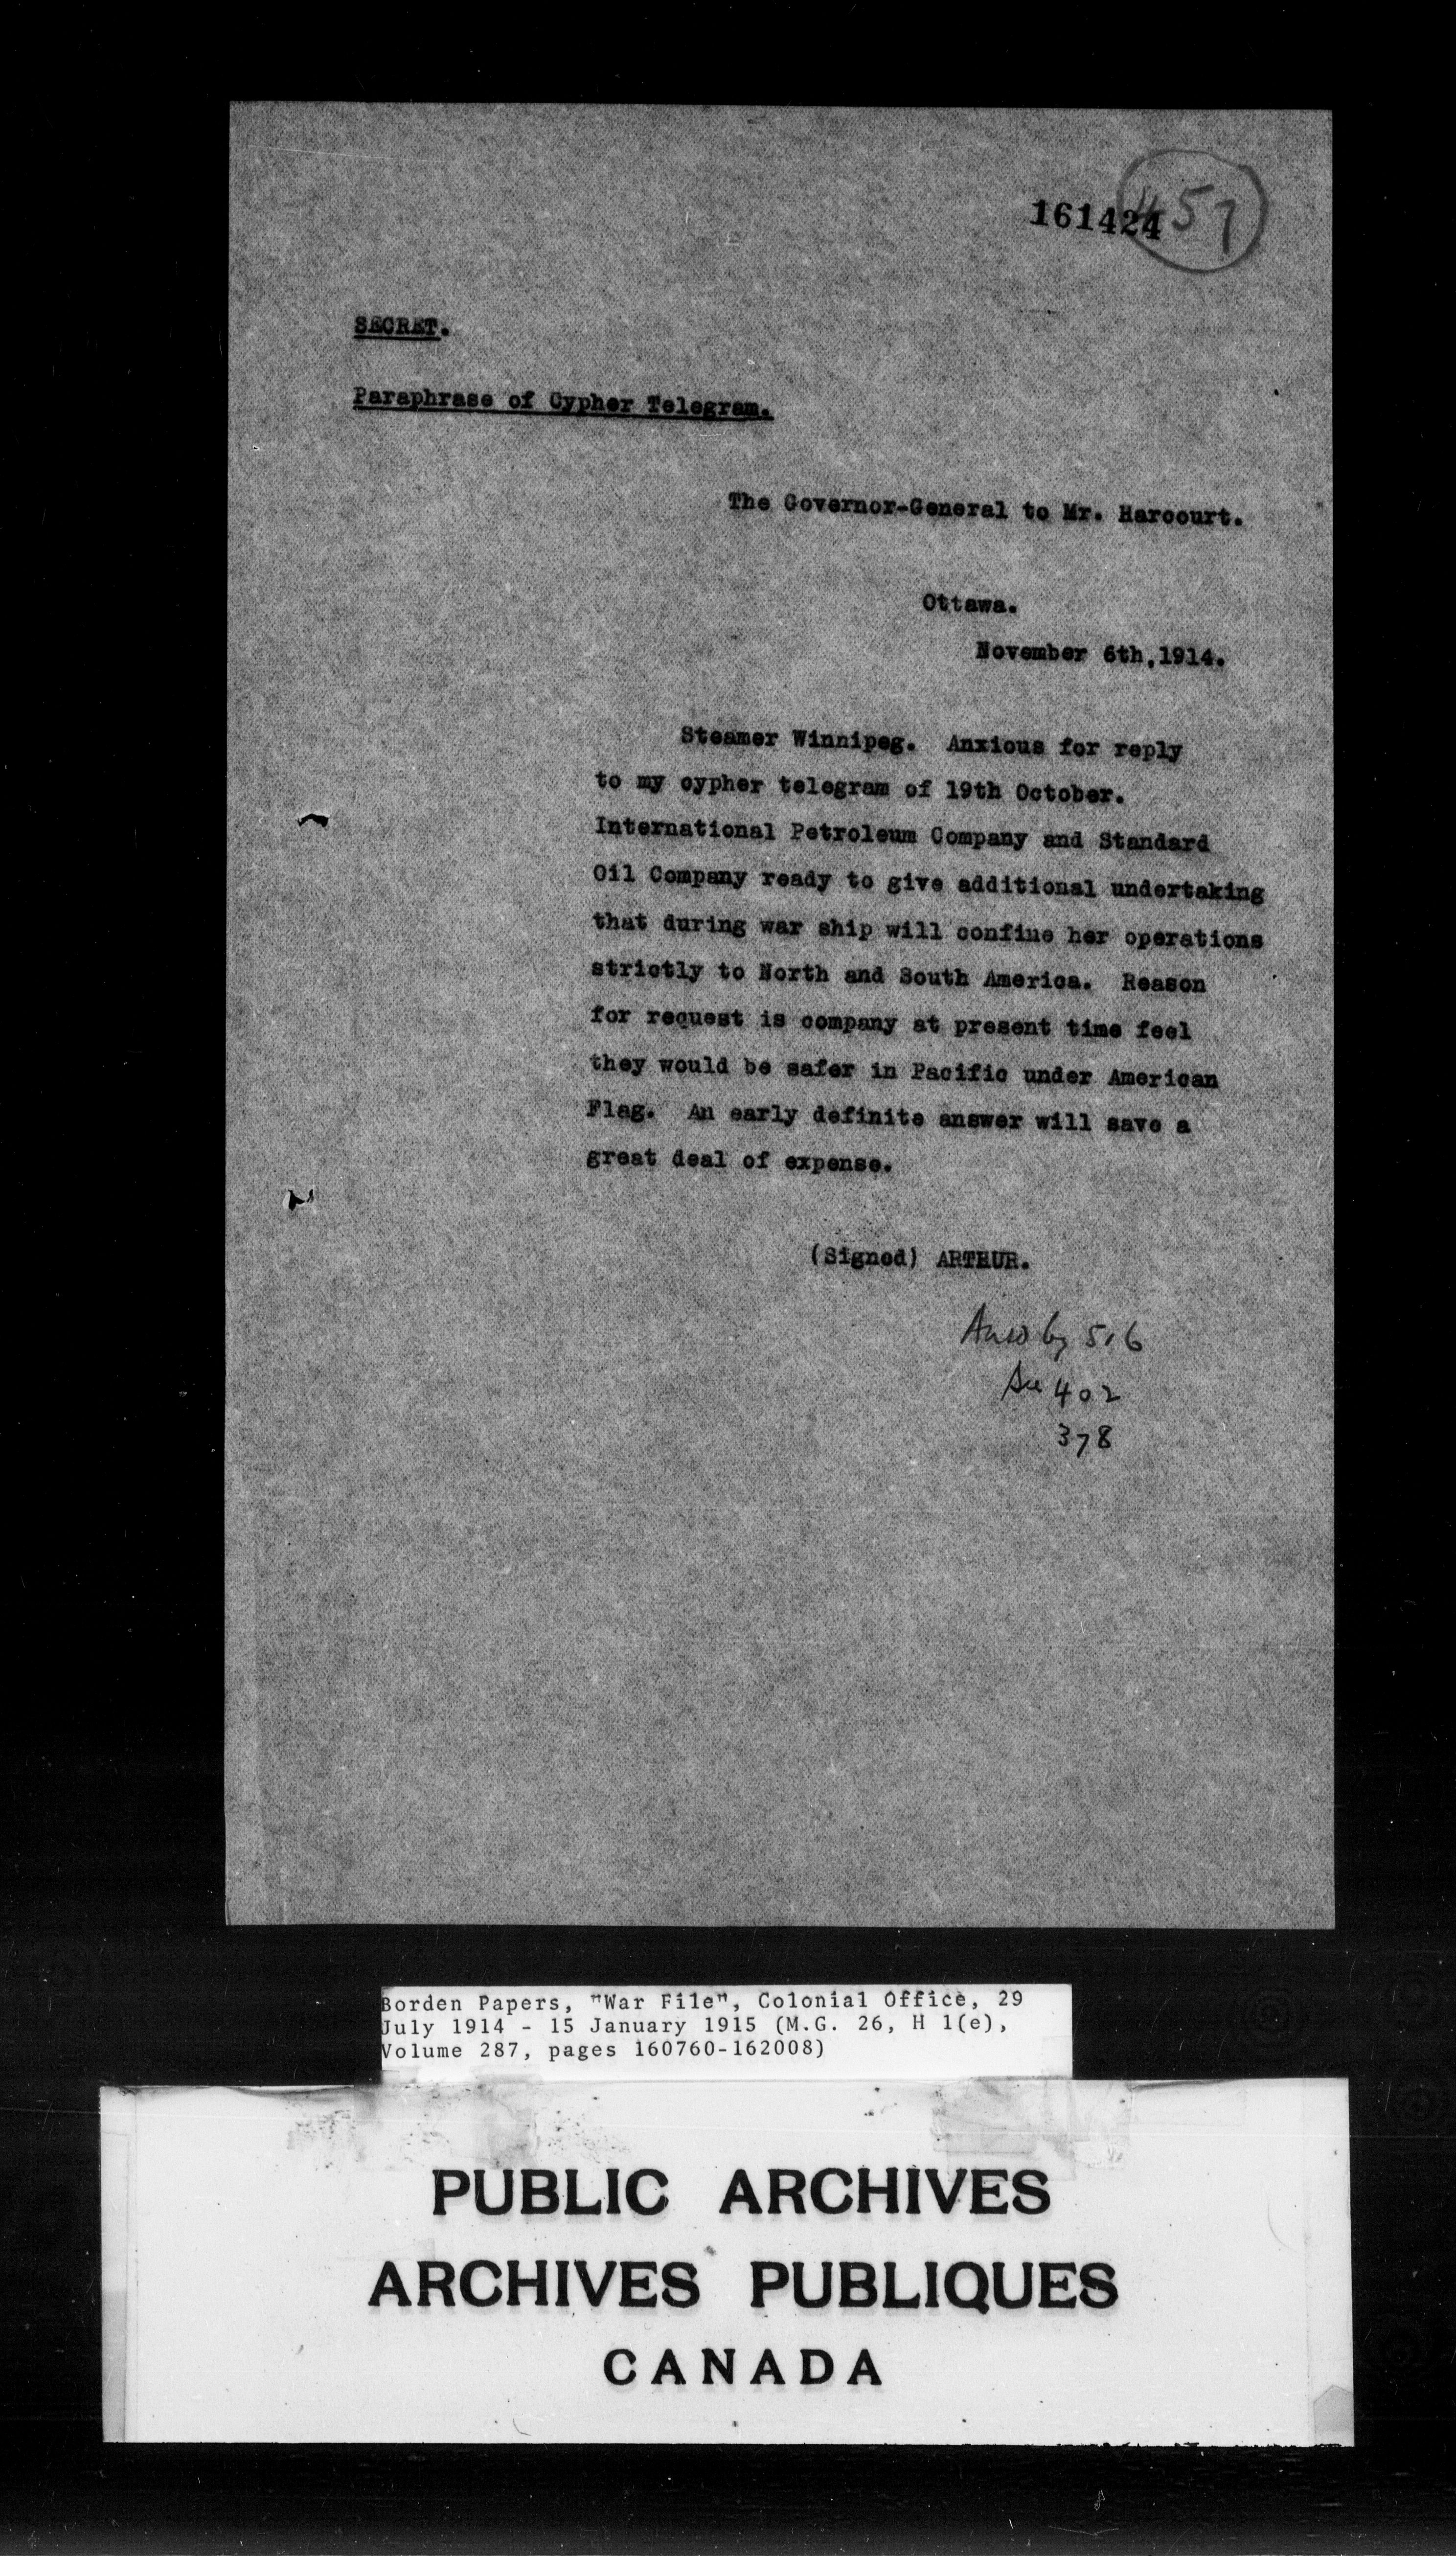 161424
457
SECRET.
Paraphrase of Cypher Telegram.
The Governor-General to Mr. Harcourt.
Ottawa.
November 6th, 1914.
Steamer Winnipeg. Anxious for reply
to my cypher telegram of 19th October.
International Petroleum Company and Standard
Oil Company ready to give additional undertaking
that during war ship will confine her operations
strictly to North and South America. Reason
for request is company at present time feel
they would be safer in Pacific under American
Flag. An early definite answer will save a
great deal of expense.
(Signed) ARTHUR.
Answ by 516
See 402
378
Borden Papers, "War File", Colonial Office, 29
July 1914 - 15 January 1915 (M.G. 26, H 1(e),
Volume 287, pages 160760-162008)
PUBLIC ARCHIVES
ARCHIVES PUBLIQUES
CANADA